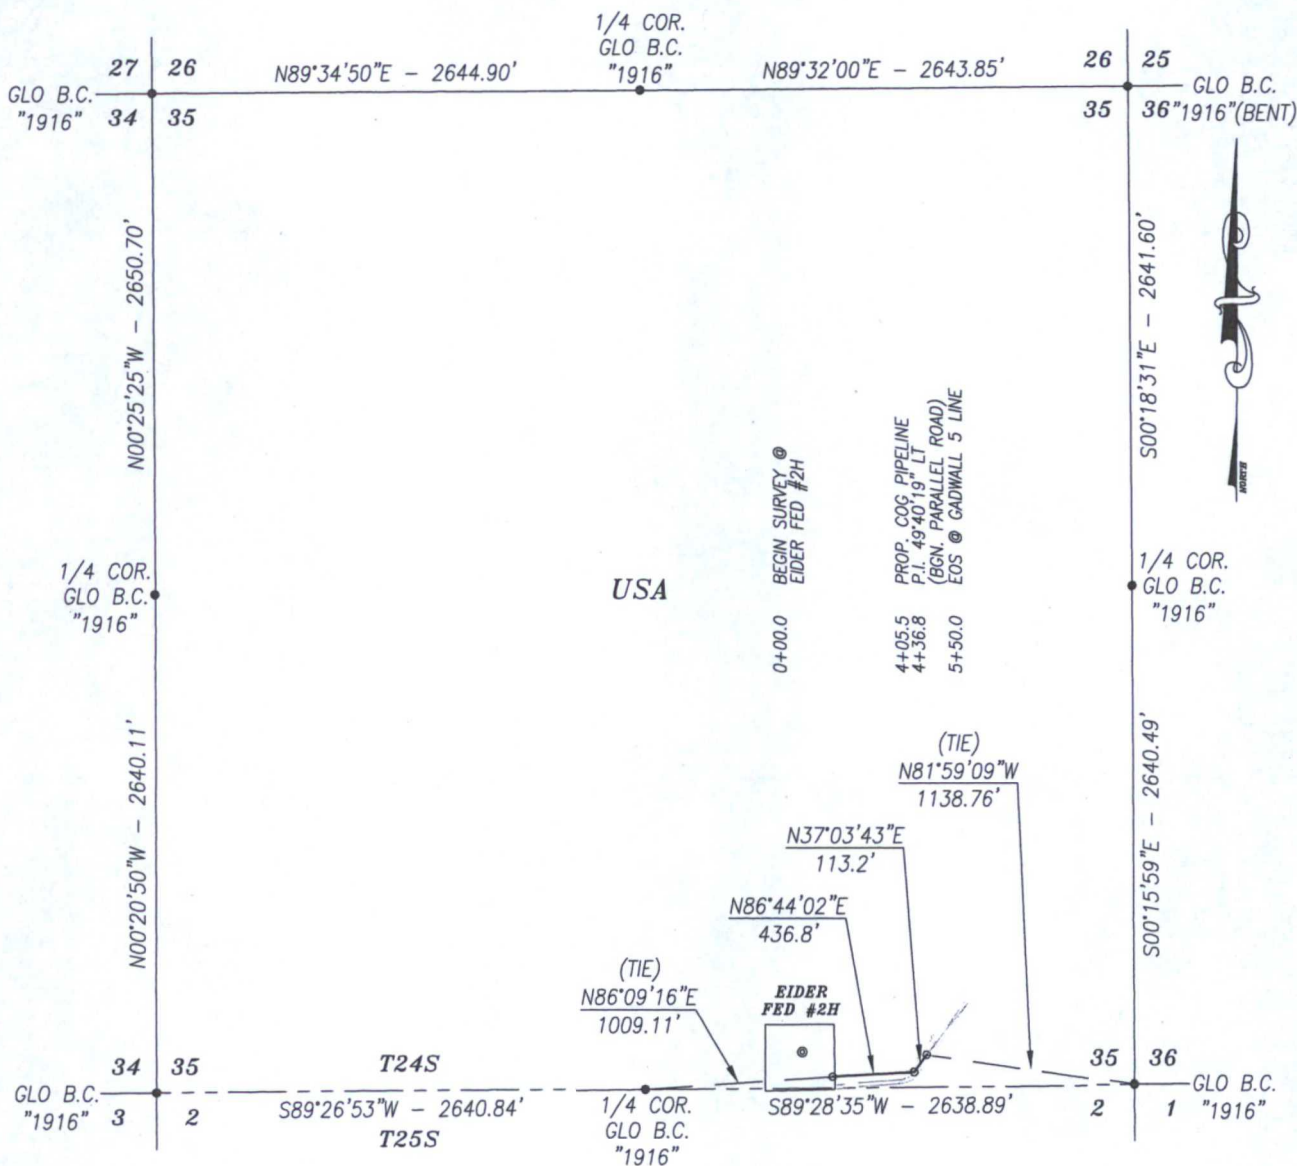 1/4 COR.
GLO B.C.
"1916"
27 26
N89°34'50"E - 2644.90'
N89°32'00"E - 2643.85'
26 25
GLO B.C.
"1916"
34 35
35 36
GLO B.C.
"1916"(BENT)
N00°25'25"W - 2650.70'
S00°18'31"E - 2641.60'
NORTH
1/4 COR.
GLO B.C.
"1916"
USA
0+00.0 BEGIN SURVEY @
EIDER FED #2H
4+05.5 PROP. COG PIPELINE
4+36.8 P.I. 49°40'19" LT
(BGN. PARALLEL ROAD)
5+50.0 EOS @ GADWALL 5 LINE
1/4 COR.
GLO B.C.
"1916"
N00°20'50"W - 2640.11'
S00°15'59"E - 2640.49'
(TIE)
N81°59'09"W
1138.76'
N37°03'43"E
113.2'
N86°44'02"E
436.8'
(TIE)
N86°09'16"E
1009.11'
EIDER
FED #2H
34 35
T24S
35 36
GLO B.C.
"1916"
3 2
S89°26'53"W - 2640.84'
T25S
1/4 COR.
GLO B.C.
"1916"
S89°28'35"W - 2638.89'
2 1
GLO B.C.
"1916"